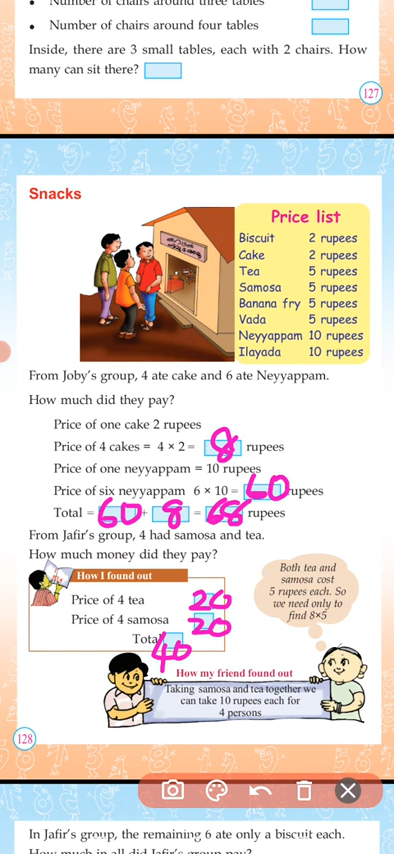 Number of chairs around three tables
• Number of chairs around four tables
Inside, there are 3 small tables, each with 2 chairs. How
many can sit there?
127
Snacks
Price list
Biscuit 2 rupees
Cake 2 rupees
Tea 5 rupees
Samosa 5 rupees
Banana fry 5 rupees
Vada 5 rupees
Neyyappam 10 rupees
Ilayada 10 rupees
From Joby's group, 4 ate cake and 6 ate Neyyappam.
How much did they pay?
Price of one cake 2 rupees
Price of 4 cakes = 4 × 2 = 8 rupees
Price of one neyyappam = 10 rupees
Price of six neyyappam 6 × 10 = 60 rupees
Total = 60 + 8 = 68 rupees
From Jafir's group, 4 had samosa and tea.
How much money did they pay?
How I found out
Price of 4 tea 20
Price of 4 samosa 20
Total 40
Both tea and
samosa cost
5 rupees each. So
we need only to
find 8×5
How my friend found out
Taking samosa and tea together we
can take 10 rupees each for
4 persons
128
In Jafir's group, the remaining 6 ate only a biscuit each.
How much in all did Jafir's group pay?